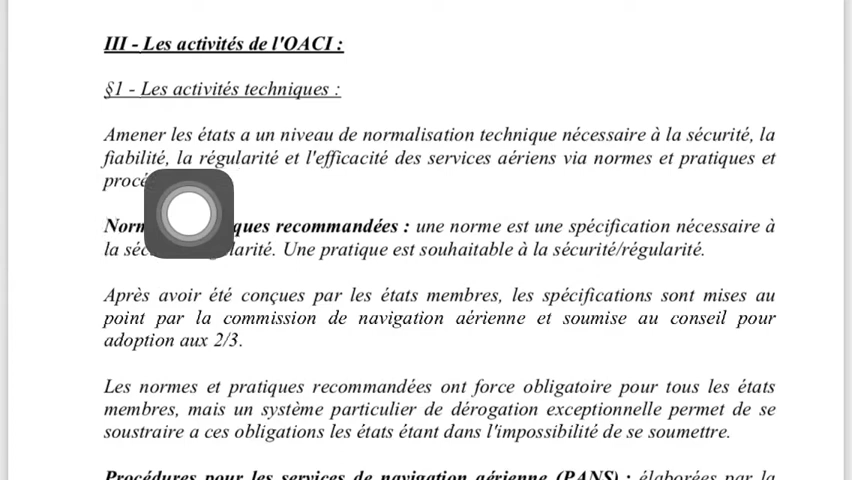 III - Les activités de l'OACI :
§1 - Les activités techniques :
Amener les états a un niveau de normalisation technique nécessaire à la sécurité, la
fiabilité, la régularité et l'efficacité des services aériens via normes et pratiques et
recommandées : une norme est une spécification nécessaire à
la Une pratique est souhaitable à la sécurité/régularité.
Après avoir été conçues par les états membres, les spécifications sont mises au
point par la commission de navigation aérienne et soumise au conseil pour
adoption aux 2/3.
Les normes et pratiques recommandées ont force obligatoire pour tous les états
membres, mais un système particulier de dérogation exceptionnelle permet de se
soustraire a ces obligations les états étant dans l'impossibilité de se soumettre.
Procédures pour les services de navigation aérienne (PANS) : élaborées par la